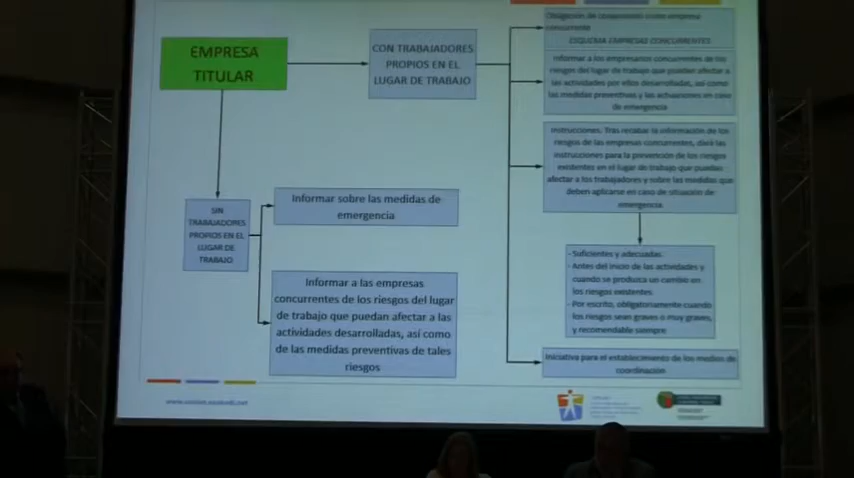 EMPRESA
TITULAR
CON TRABAJADORES
PROPIOS EN EL
LUGAR DE TRABAJO
Obligación de cooperación como empresa
concurrente
ESQUEMA EMPRESAS CONCURRENTES
Informar a los empresarios concurrentes de los
riesgos del lugar de trabajo que pueden afectar a
las actividades por ellos desarrolladas, así como
las medidas preventivas y las actuaciones en caso
de emergencia
Instrucciones. Tras recabar la información de los
riesgos de las empresas concurrentes, dará las
instrucciones para la prevención de los riesgos
existentes en el lugar de trabajo que puedan
afectar a los trabajadores y sobre las medidas que
deben aplicarse en caso de situación de
emergencia
- Suficientes y adecuadas
- Antes del inicio de las actividades y
cuando se produzca un cambio en
los riesgos existentes
- Por escrito, obligatoriamente cuando
los riesgos sean graves o muy graves,
y recomendable siempre
Iniciativa para el establecimiento de los medios de
coordinación
SIN
TRABAJADORES
PROPIOS EN EL
LUGAR DE
TRABAJO
Informar sobre las medidas de
emergencia
Informar a las empresas
concurrentes de los riesgos del lugar
de trabajo que puedan afectar a las
actividades desarrolladas, así como
de las medidas preventivas de tales
riesgos